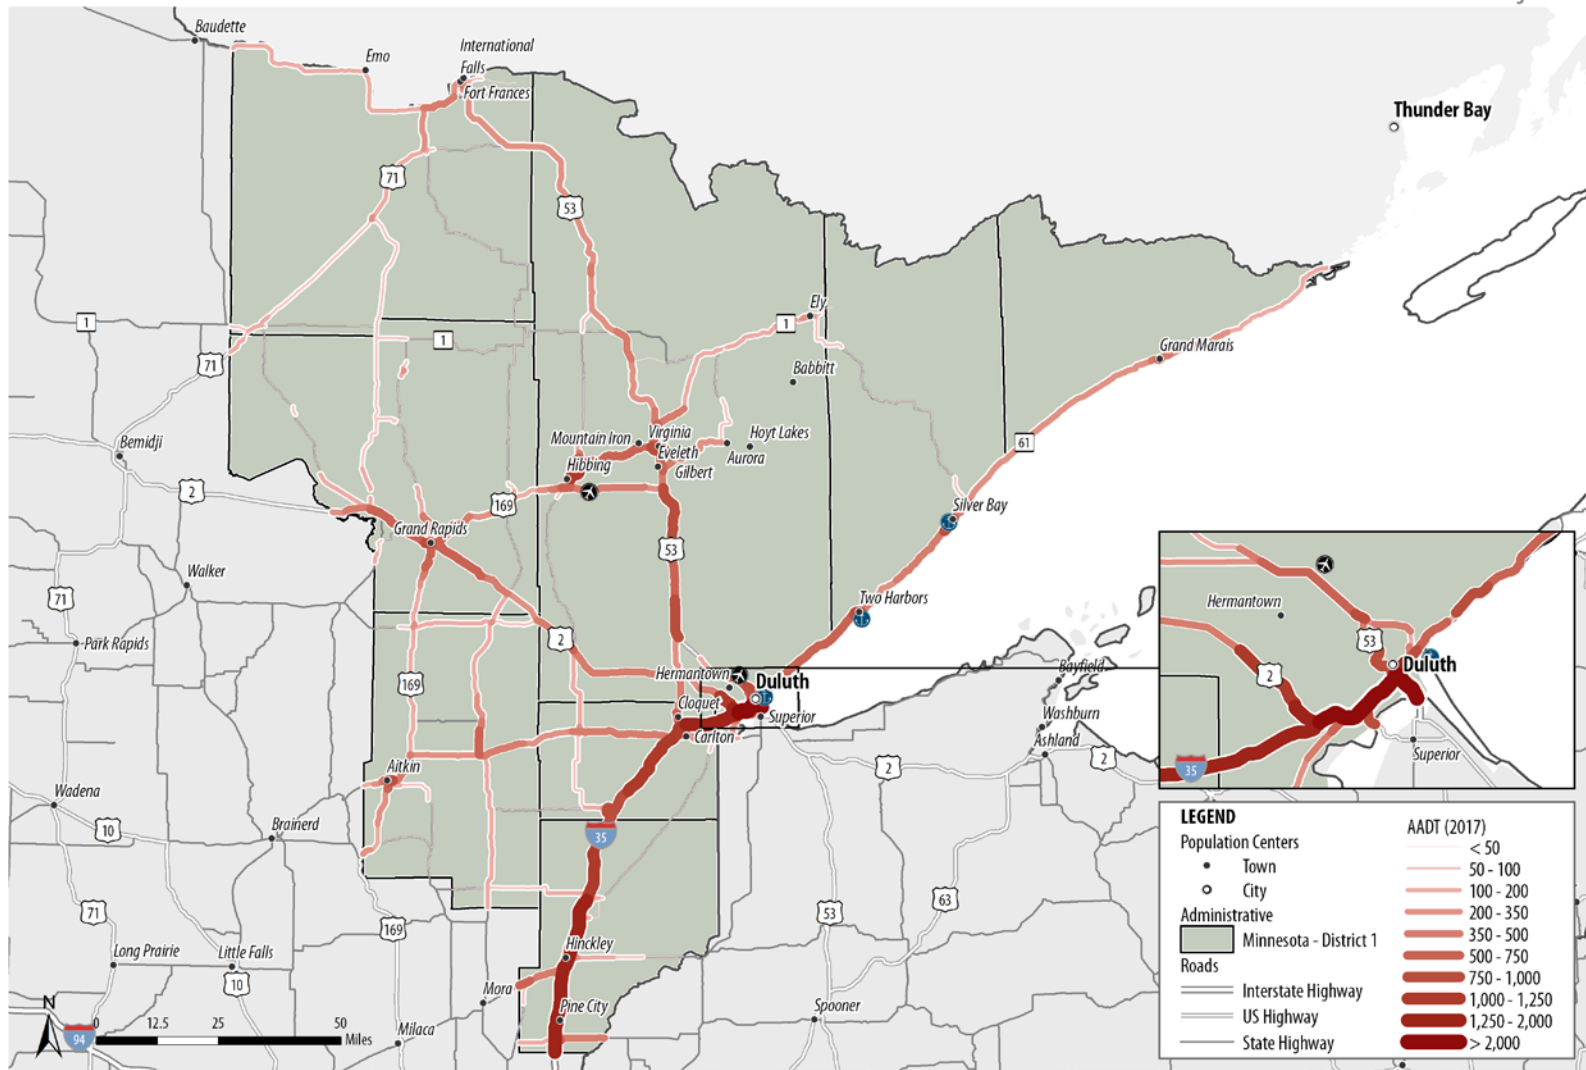 Baudette
Emo
International
Falls
Fort Frances
Thunder Bay
71
53
1
Ely
1
1
71
Babbitt
Grand Marais
61
Bemidji
Mountain Iron
Virginia
Hoyt Lakes
Eveleth
Aurora
Hibbing
Gilbert
2
169
Silver Bay
Grand Rapids
53
Walker
71
Two Harbors
Hermantown
Park Rapids
2
53
Duluth
2
Hermantown
Bayfield
169
Duluth
Cloquet
Superior
Washburn
Carlton
Ashland
Superior
2
2
35
Aitkin
Wadena
10
Brainerd
35
71
169
53
63
Long Prairie
Little Falls
Hinckley
10
Mora
Pine City
Spooner
N
94
0
12.5
25
50
Miles
Milaca
LEGEND
Population Centers
Town
City
Administrative
Minnesota - District 1
Roads
Interstate Highway
US Highway
State Highway
AADT (2017)
< 50
50 - 100
100 - 200
200 - 350
350 - 500
500 - 750
750 - 1,000
1,000 - 1,250
1,250 - 2,000
> 2,000